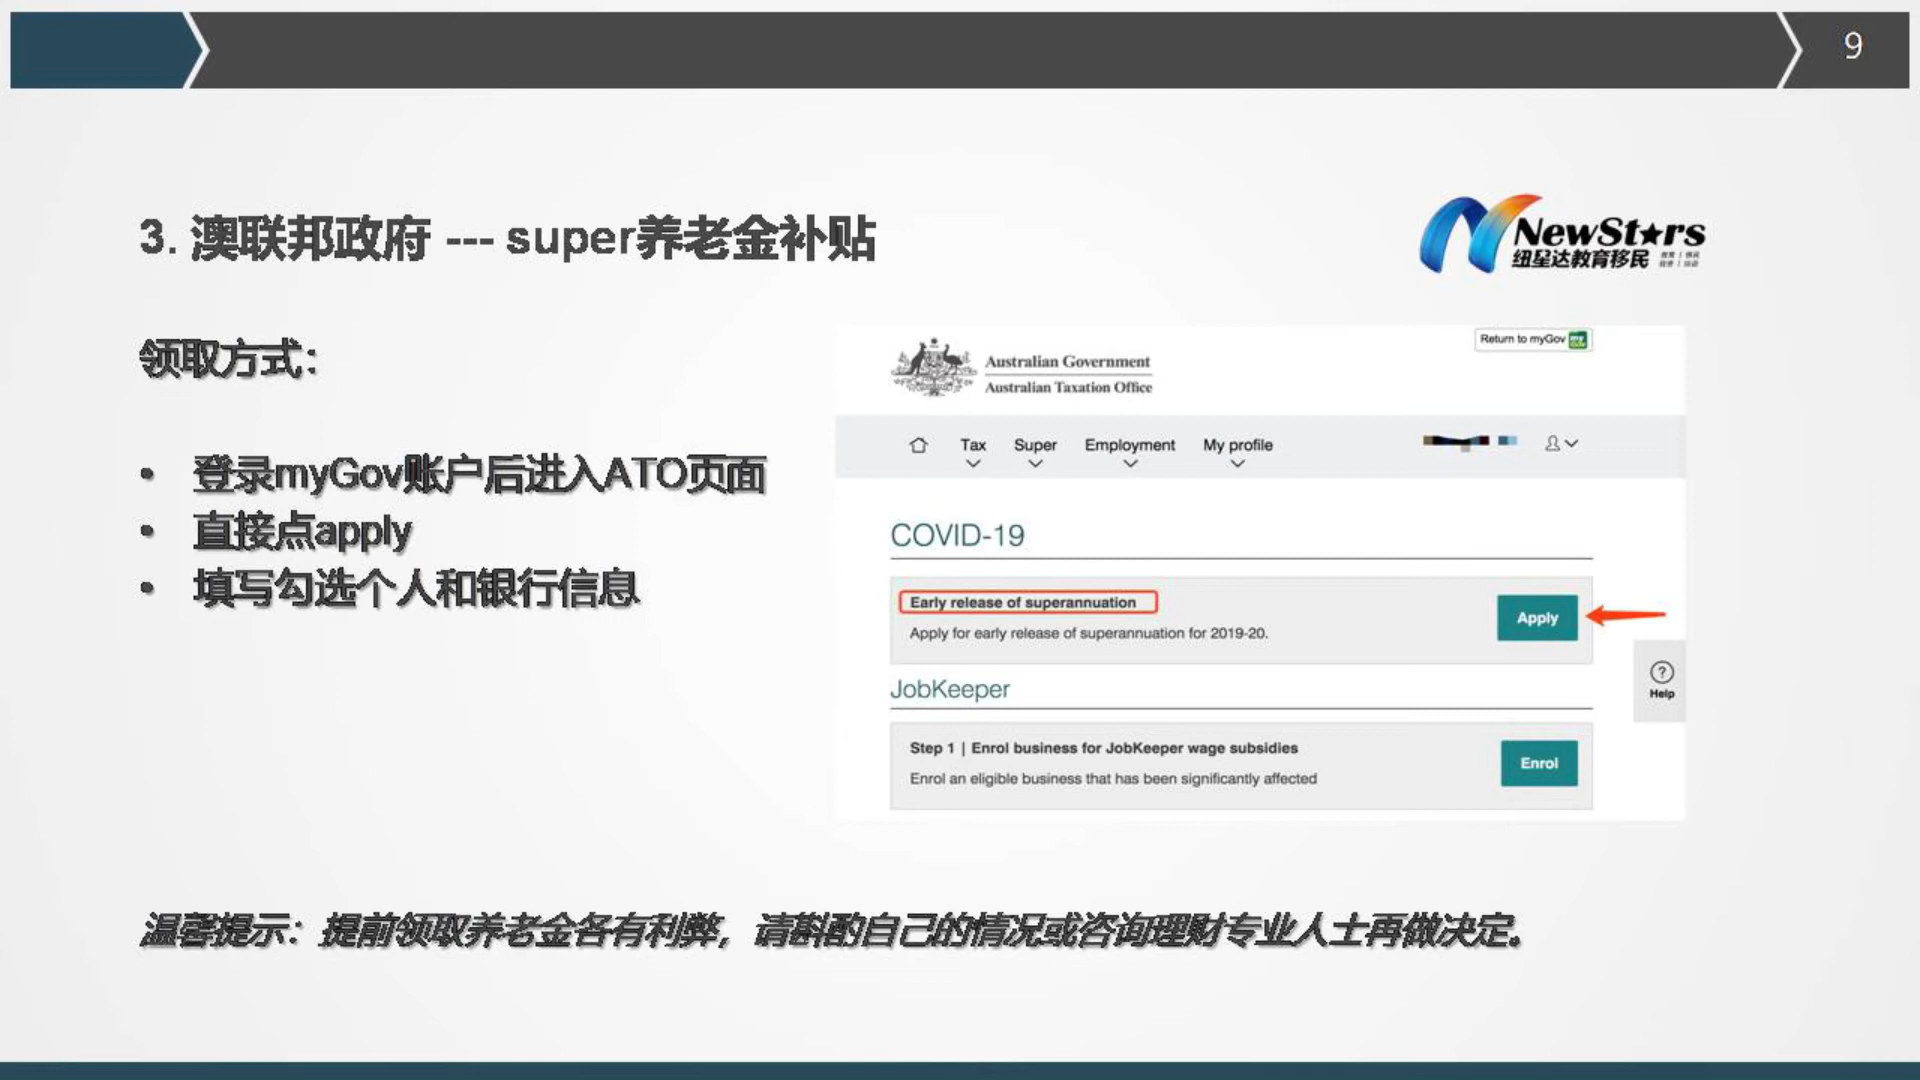 9
3. 澳联邦政府 --- super养老金补贴
NewStars
纽星达教育移民
领取方式：
• 登录myGov账户后进入ATO页面
• 直接点apply
• 填写勾选个人和银行信息
Return to myGov
Australian Government
Australian Taxation Office
Tax Super Employment My profile
COVID-19
Early release of superannuation
Apply for early release of superannuation for 2019-20.
Apply
Help
JobKeeper
Step 1 | Enrol business for JobKeeper wage subsidies
Enrol an eligible business that has been significantly affected
Enrol
温馨提示：提前领取养老金各有利弊，请斟酌自己的情况或咨询理财专业人士再做决定。